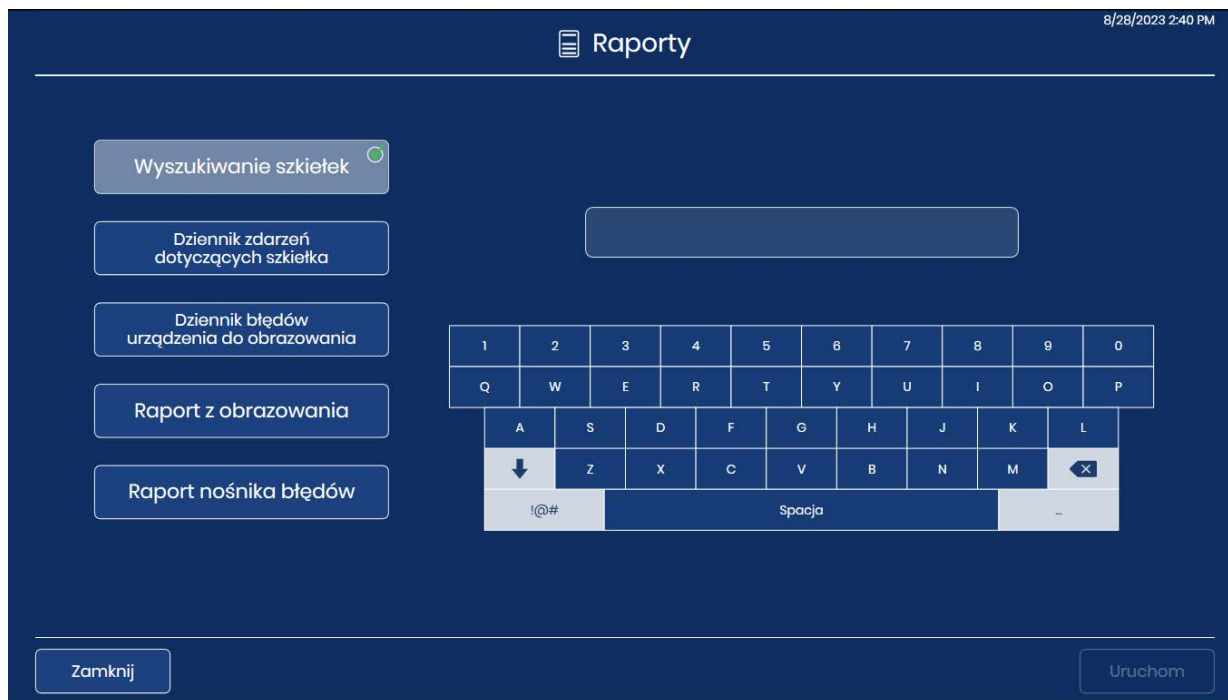 8/28/2023 2:40 PM
Raporty
Wyszukiwanie szkiełek
Dziennik zdarzeń
dotyczących szkiełka
Dziennik błędów
urządzenia do obrazowania
Raport z obrazowania
Raport nośnika błędów
1 2 3 4 5 6 7 8 9 0
Q W E R T Y U I O P
A S D F G H J K L
Z X C V B N M
!@# Spacja ...
Zamknij
Uruchom